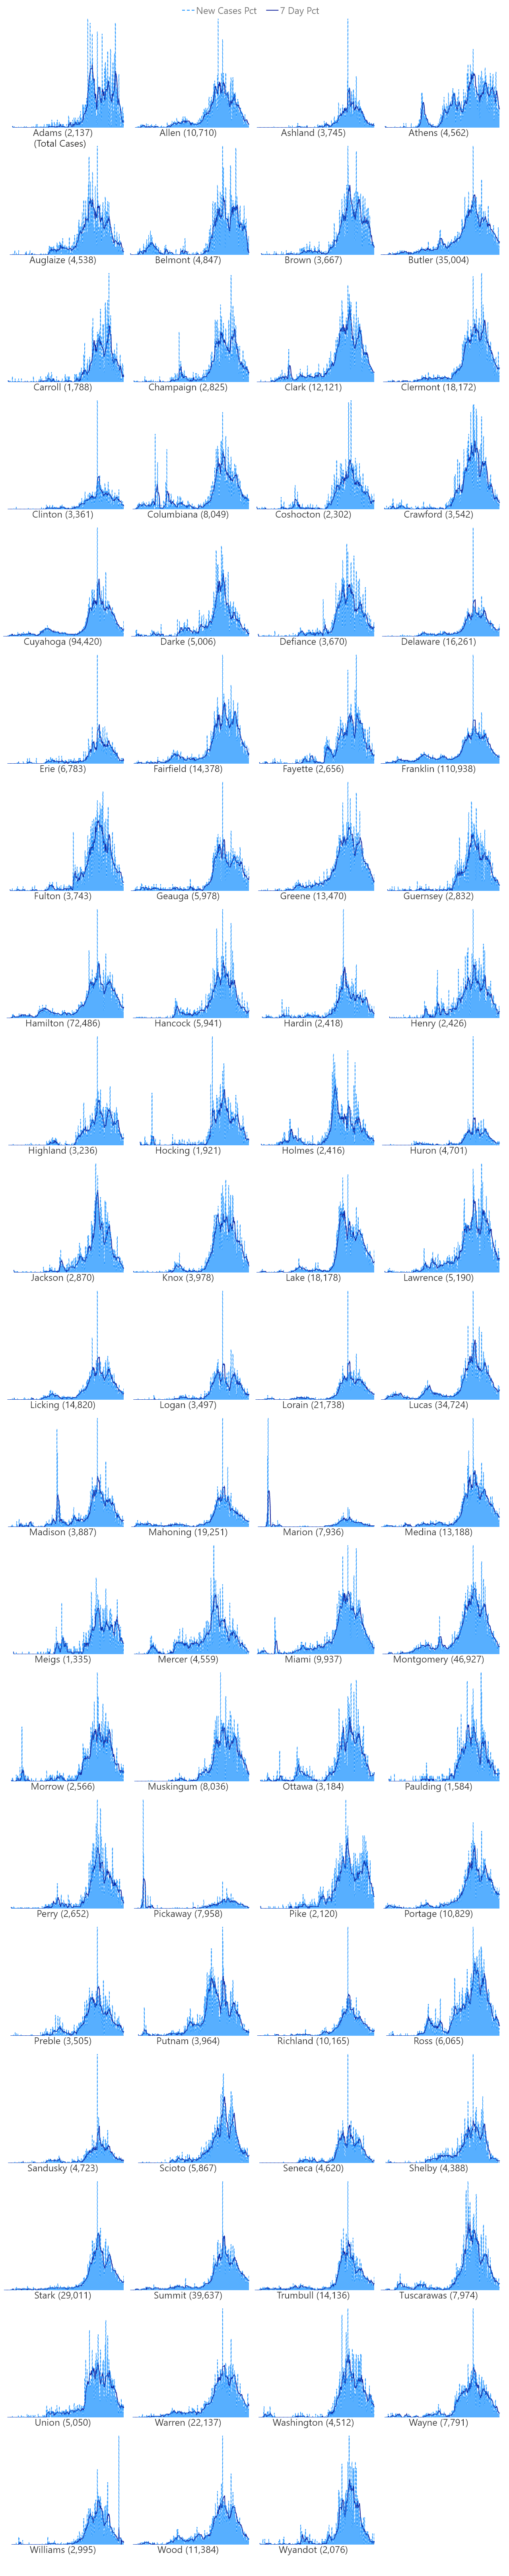 New Cases Pct 7 Day Pct
Adams (2,137) Allen (10,710) Ashland (3,745) Athens (4,562)
(Total Cases)
Auglaize (4,538) Belmont (4,847) Brown (3,667) Butler (35,004)
Carroll (1,788) Champaign (2,825) Clark (12,121) Clermont (18,172)
Clinton (3,361) Columbiana (8,049) Coshocton (2,302) Crawford (3,542)
Cuyahoga (94,420) Darke (5,006) Defiance (3,670) Delaware (16,261)
Erie (6,783) Fairfield (14,378) Fayette (2,656) Franklin (110,938)
Fulton (3,743) Geauga (5,978) Greene (13,470) Guernsey (2,832)
Hamilton (72,486) Hancock (5,941) Hardin (2,418) Henry (2,426)
Highland (3,236) Hocking (1,921) Holmes (2,416) Huron (4,701)
Jackson (2,870) Knox (3,978) Lake (18,178) Lawrence (5,190)
Licking (14,820) Logan (3,497) Lorain (21,738) Lucas (34,724)
Madison (3,887) Mahoning (19,251) Marion (7,936) Medina (13,188)
Meigs (1,335) Mercer (4,559) Miami (9,937) Montgomery (46,927)
Morrow (2,566) Muskingum (8,036) Ottawa (3,184) Paulding (1,584)
Perry (2,652) Pickaway (7,958) Pike (2,120) Portage (10,829)
Preble (3,505) Putnam (3,964) Richland (10,165) Ross (6,065)
Sandusky (4,723) Scioto (5,867) Seneca (4,620) Shelby (4,388)
Stark (29,011) Summit (39,637) Trumbull (14,136) Tuscarawas (7,974)
Union (5,050) Warren (22,137) Washington (4,512) Wayne (7,791)
Williams (2,995) Wood (11,384) Wyandot (2,076)